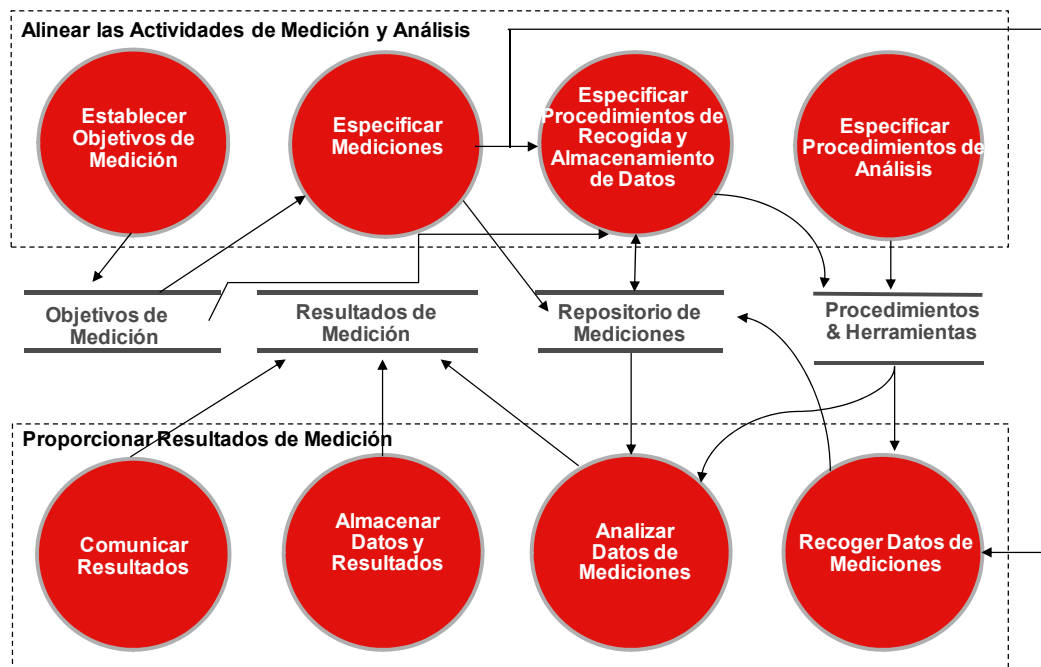 Alinear las Actividades de Medición y Análisis
Establecer
Objetivos de
Medición
Especificar
Mediciones
Especificar
Procedimientos de
Recogida y
Almacenamiento
de Datos
Especificar
Procedimientos de
Análisis
Objetivos de
Medición
Resultados de
Medición
Repositorio de
Mediciones
Procedimientos
& Herramientas
Proporcionar Resultados de Medición
Comunicar
Resultados
Almacenar
Datos y
Resultados
Analizar
Datos de
Mediciones
Recoger Datos de
Mediciones